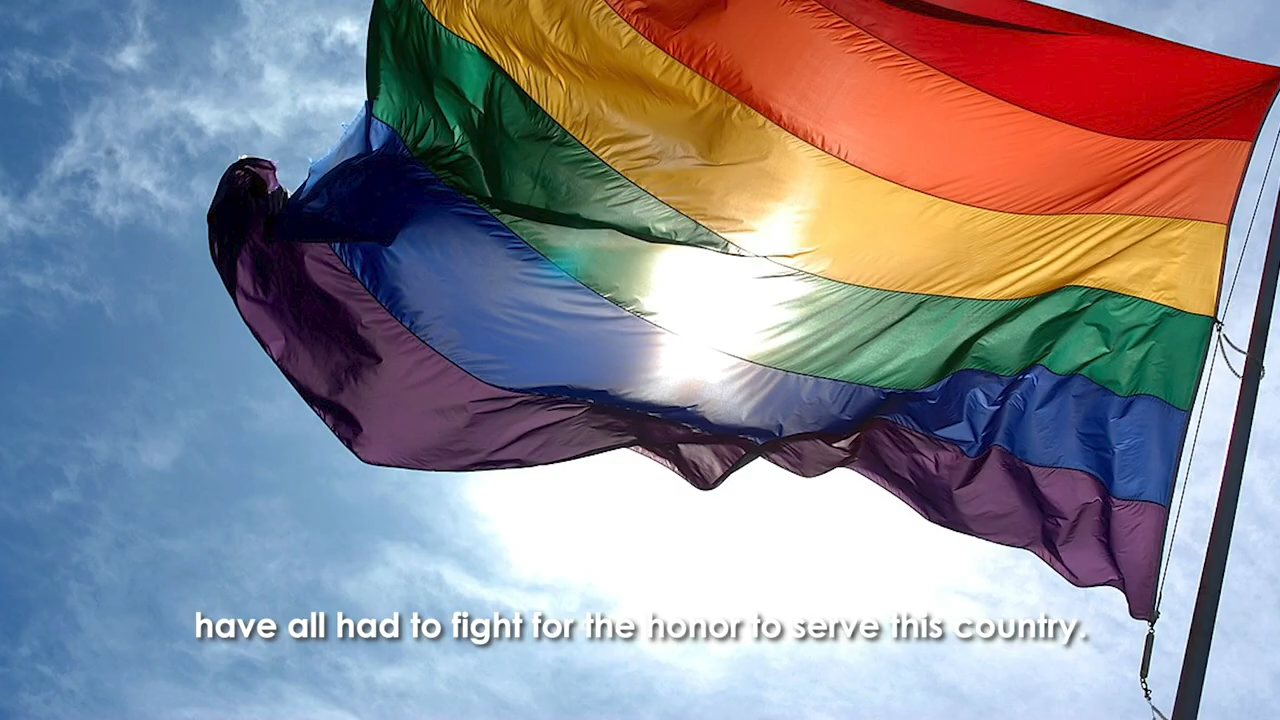 have all had to fight for the honor to serve this country.